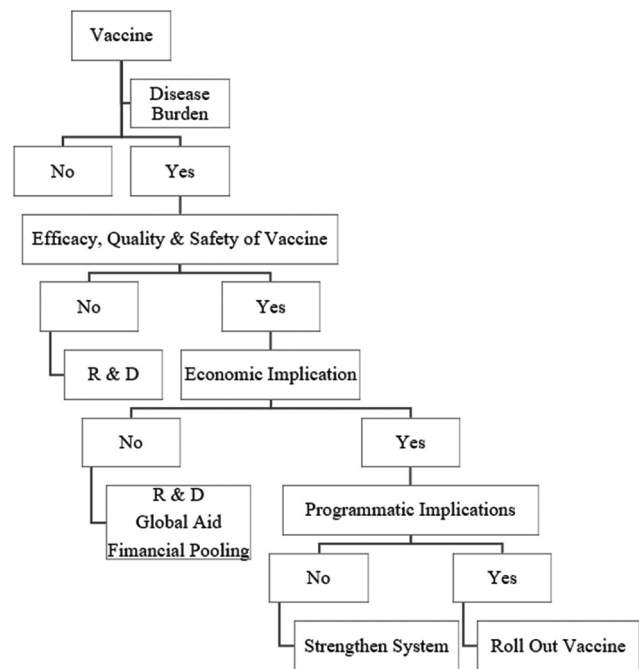 Vaccine
Disease
Burden
No
Yes
Efficacy, Quality & Safety of Vaccine
No
Yes
R & D
Economic Implication
No
Yes
R & D
Global Aid
Fimancial Pooling
Programmatic Implications
No
Yes
Strengthen System
Roll Out Vaccine